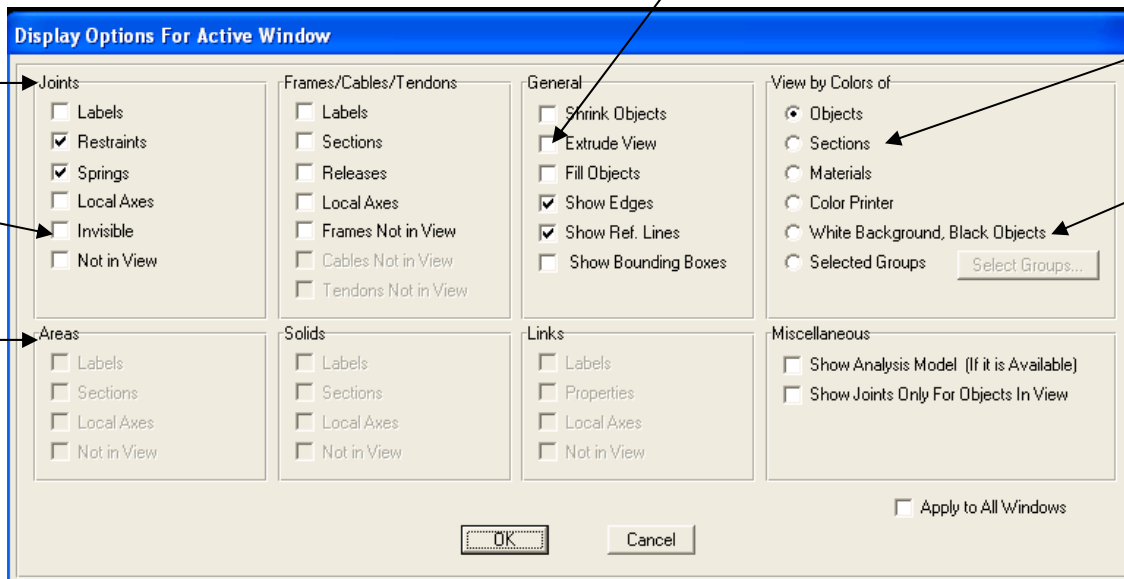 Display Options For Active Window
Joints
Labels
Restraints
Springs
Local Axes
Invisible
Not in View
Frames/Cables/Tendons
Labels
Sections
Releases
Local Axes
Frames Not in View
Cables Not in View
Tendons Not in View
General
Shrink Objects
Extrude View
Fill Objects
Show Edges
Show Ref. Lines
Show Bounding Boxes
View by Colors of
Objects
Sections
Materials
Color Printer
White Background, Black Objects
Selected Groups
Select Groups...
Areas
Labels
Sections
Local Axes
Not in View
Solids
Labels
Sections
Local Axes
Not in View
Links
Labels
Properties
Local Axes
Not in View
Miscellaneous
Show Analysis Model (If it is Available)
Show Joints Only For Objects In View
Apply to All Windows
OK
Cancel